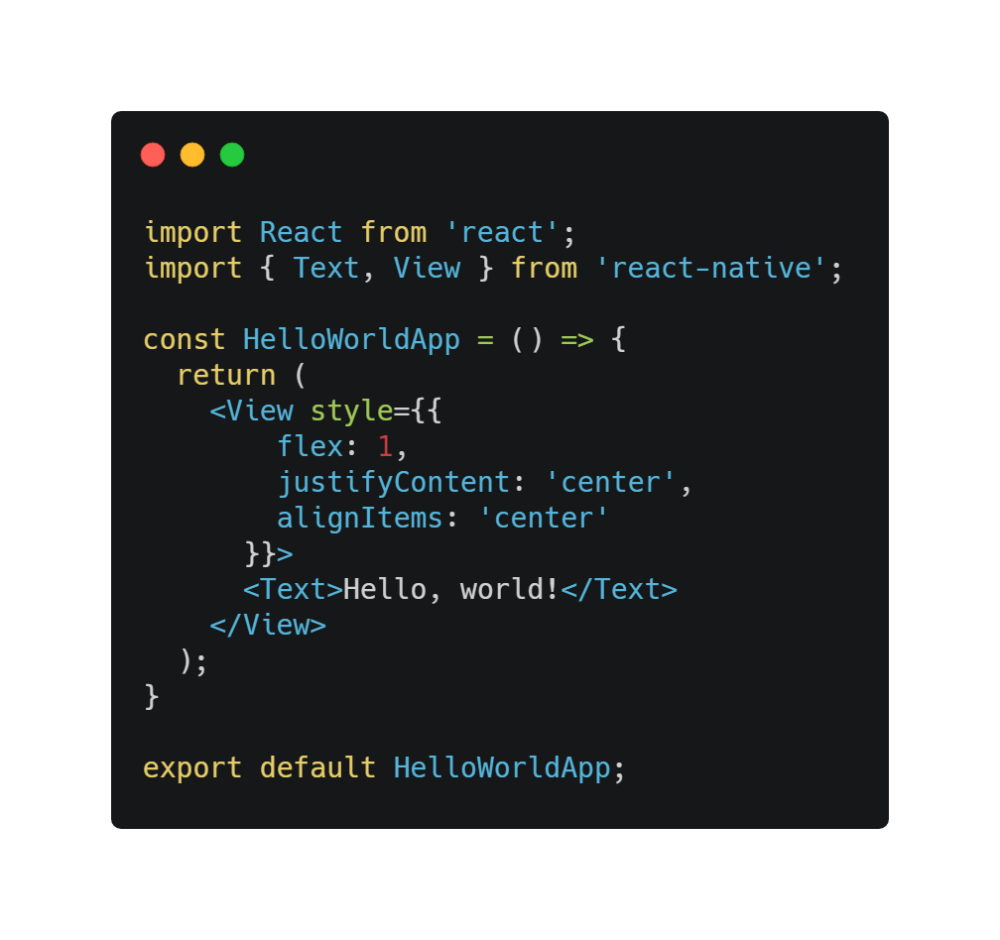 import React from 'react';
import { Text, View } from 'react-native';

const HelloWorldApp = () => {
  return (
    <View style={{
        flex: 1,
        justifyContent: 'center',
        alignItems: 'center'
      }}>
      <Text>Hello, world!</Text>
    </View>
  );
}

export default HelloWorldApp;